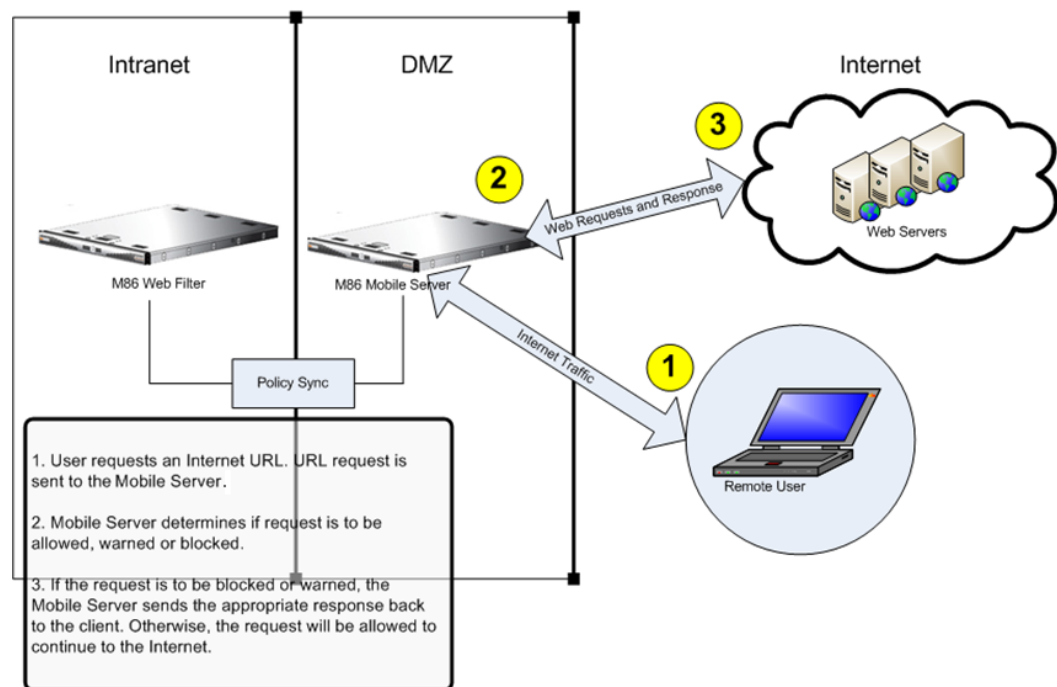 Intranet
DMZ
Internet
3
2
Web Requests and Response
Web Servers
M86 Web Filter
M86 Mobile Server
Internet Traffic
1
Policy Sync
Remote User
1. User requests an Internet URL. URL request is
sent to the Mobile Server.
2. Mobile Server determines if request is to be
allowed, warned or blocked.
3. If the request is to be blocked or warned, the
Mobile Server sends the appropriate response back
to the client. Otherwise, the request will be allowed to
continue to the Internet.